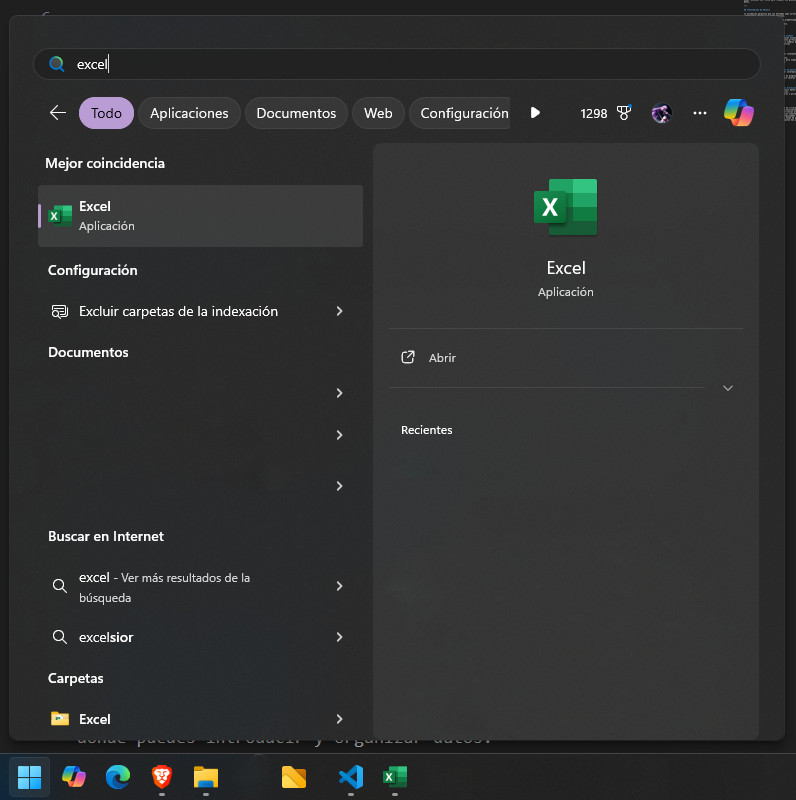 excel
Todo
Aplicaciones
Documentos
Web
Configuración
1298
Mejor coincidencia
Excel
Aplicación
Configuración
Excluir carpetas de la indexación
Documentos
Buscar en Internet
excel - Ver más resultados de la
búsqueda
excelsior
Carpetas
Excel
Excel
Aplicación
Abrir
Recientes
donde puedes introducir y organizar datos.